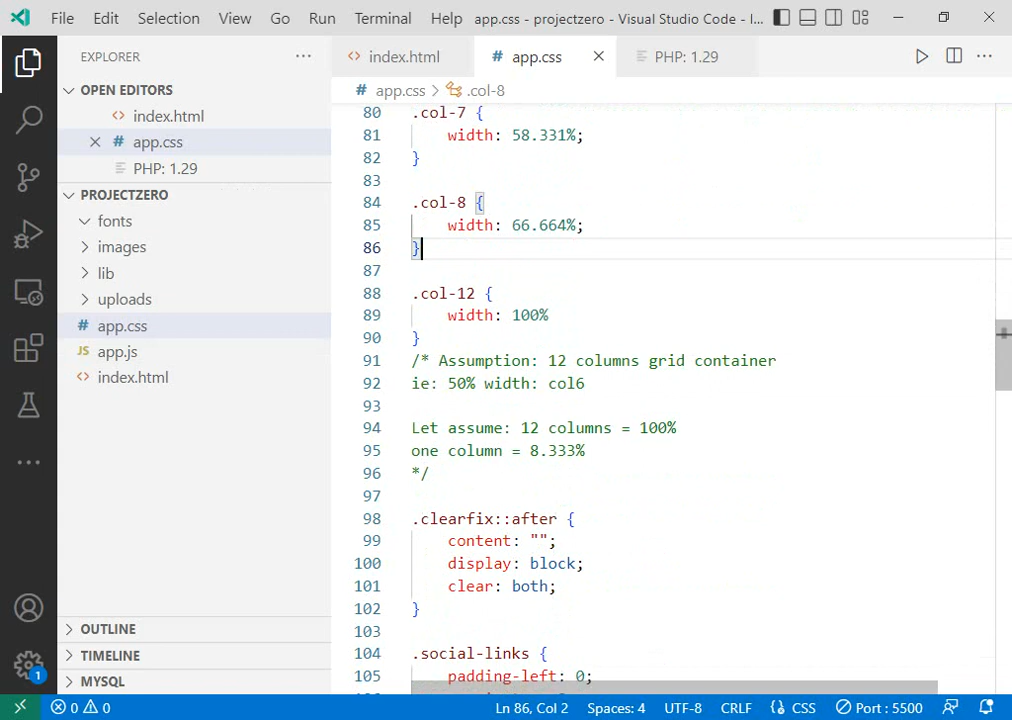 File Edit Selection View Go Run Terminal Help app.css - projectzero - Visual Studio Code - I...
EXPLORER
OPEN EDITORS
index.html
app.css
PHP: 1.29
PROJECTZERO
fonts
images
lib
uploads
app.css
JS app.js
index.html
OUTLINE
TIMELINE
MYSQL
index.html app.css PHP: 1.29
app.css > .col-8
80 .col-7 {
81 width: 58.331%;
82 }
83
84 .col-8 {
85 width: 66.664%;
86 }
87
88 .col-12 {
89 width: 100%
90 }
91 /* Assumption: 12 columns grid container
92 ie: 50% width: col6
93
94 Let assume: 12 columns = 100%
95 one column = 8.333%
96 */
97
98 .clearfix::after {
99 content: "";
100 display: block;
101 clear: both;
102 }
103
104 .social-links {
105 padding-left: 0;
1
0 0 Ln 86, Col 2 Spaces: 4 UTF-8 CRLF {} CSS Port : 5500